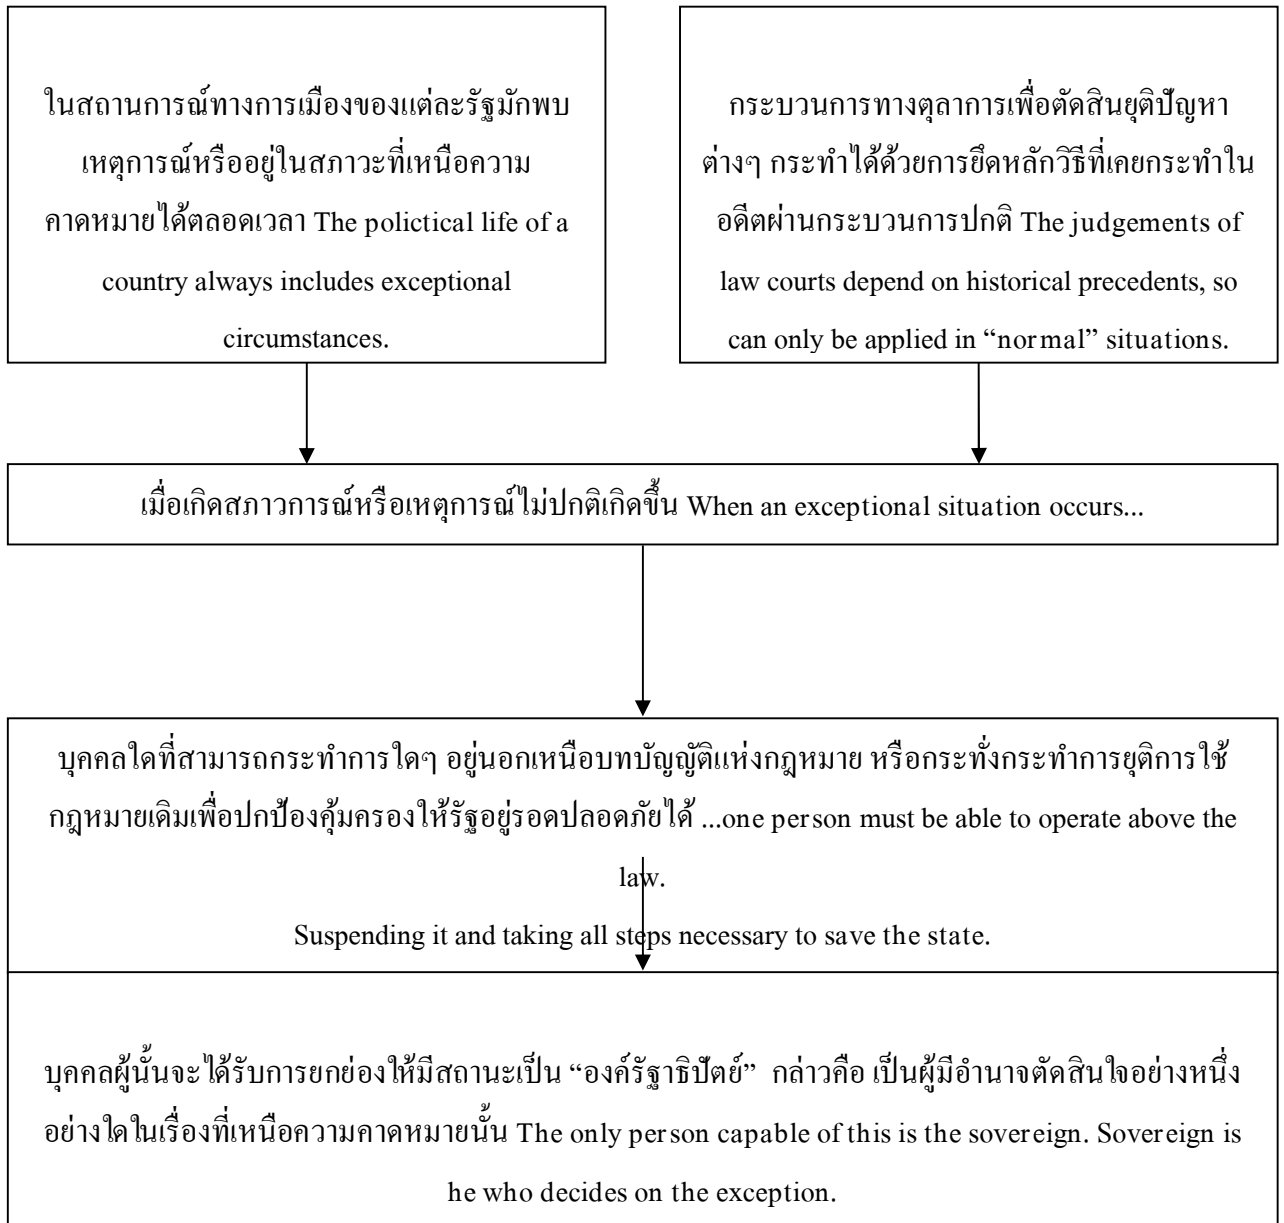 ในสถานการณ์ทางการเมืองของแต่ละรัฐมักพบ
เหตุการณ์หรืออยู่ในสภาวะที่เหนือความ
คาดหมายได้ตลอดเวลา The polictical life of a
country always includes exceptional
circumstances.
กระบวนการทางตุลาการเพื่อตัดสินยุติปัญหา
ต่างๆ กระทำได้ด้วยการยึดหลักวิธีที่เคยกระทำใน
อดีตผ่านกระบวนการปกติ The judgements of
law courts depend on historical precedents, so
can only be applied in “normal” situations.
เมื่อเกิดสภาวการณ์หรือเหตุการณ์ไม่ปกติเกิดขึ้น When an exceptional situation occurs...
บุคคลใดที่สามารถกระทำการใดๆ อยู่นอกเหนือบทบัญญัติแห่งกฎหมาย หรือกระทั่งกระทำการยุติการใช้
กฎหมายเดิมเพื่อปกป้องคุ้มครองให้รัฐอยู่รอดปลอดภัยได้ ...one person must be able to operate above the
law.
Suspending it and taking all steps necessary to save the state.
บุคคลผู้นั้นจะได้รับการยกย่องให้มีสถานะเป็น “องค์รัฐาธิปัตย์” กล่าวคือ เป็นผู้มีอำนาจตัดสินใจอย่างหนึ่ง
อย่างใดในเรื่องที่เหนือความคาดหมายนั้น The only person capable of this is the sovereign. Sovereign is
he who decides on the exception.